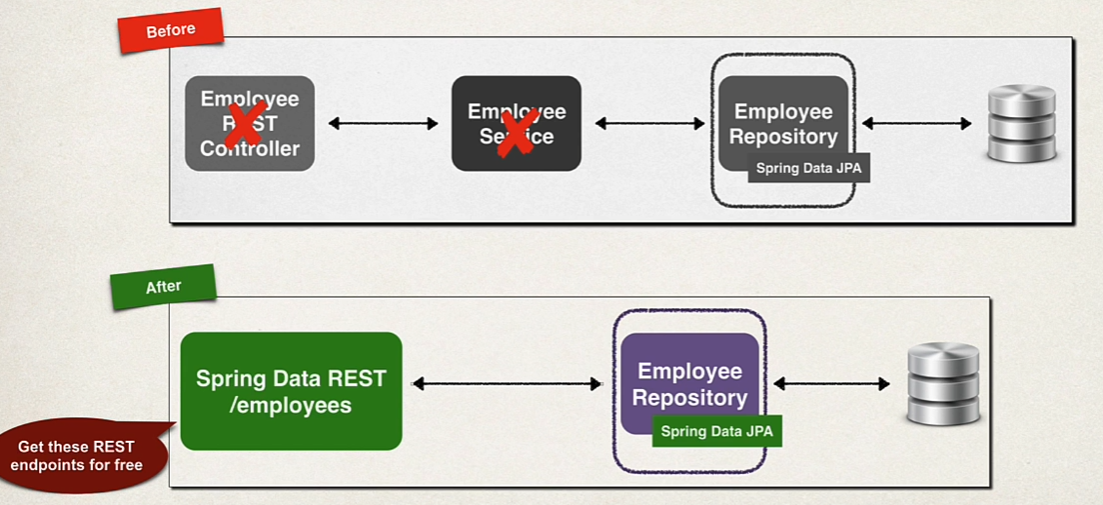 Before
Employee
REST
Controller
Employee
Service
Employee
Repository
Spring Data JPA
After
Spring Data REST
/employees
Employee
Repository
Spring Data JPA
Get these REST
endpoints for free